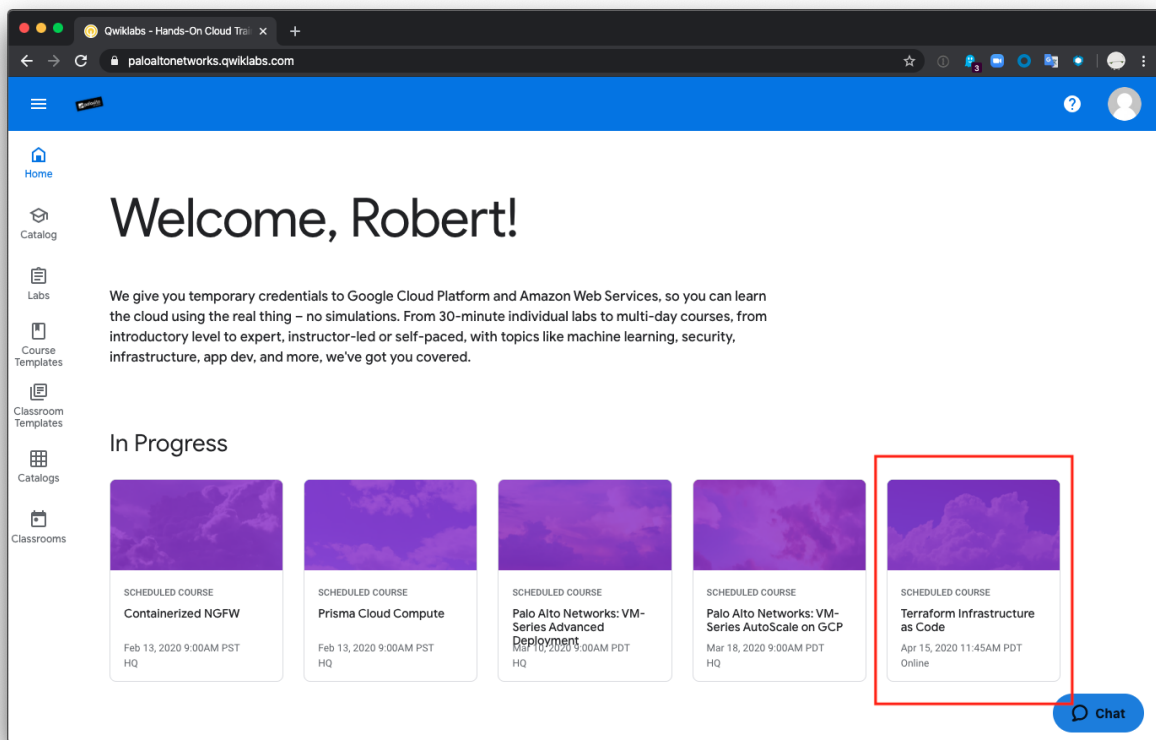 Qwiklabs - Hands-On Cloud Trai
paloaltonetworks.qwiklabs.com
3
Home
Catalog
Labs
Course
Templates
Classroom
Templates
Catalogs
Classrooms
Welcome, Robert!
We give you temporary credentials to Google Cloud Platform and Amazon Web Services, so you can learn
the cloud using the real thing – no simulations. From 30-minute individual labs to multi-day courses, from
introductory level to expert, instructor-led or self-paced, with topics like machine learning, security,
infrastructure, app dev, and more, we've got you covered.
In Progress
SCHEDULED COURSE
Containerized NGFW
Feb 13, 2020 9:00AM PST
HQ
SCHEDULED COURSE
Prisma Cloud Compute
Feb 13, 2020 9:00AM PST
HQ
SCHEDULED COURSE
Palo Alto Networks: VM-
Series Advanced
Deployment
Mar 10, 2020 9:00AM PDT
HQ
SCHEDULED COURSE
Palo Alto Networks: VM-
Series AutoScale on GCP
Mar 18, 2020 9:00AM PDT
HQ
SCHEDULED COURSE
Terraform Infrastructure
as Code
Apr 15, 2020 11:45AM PDT
Online
Chat